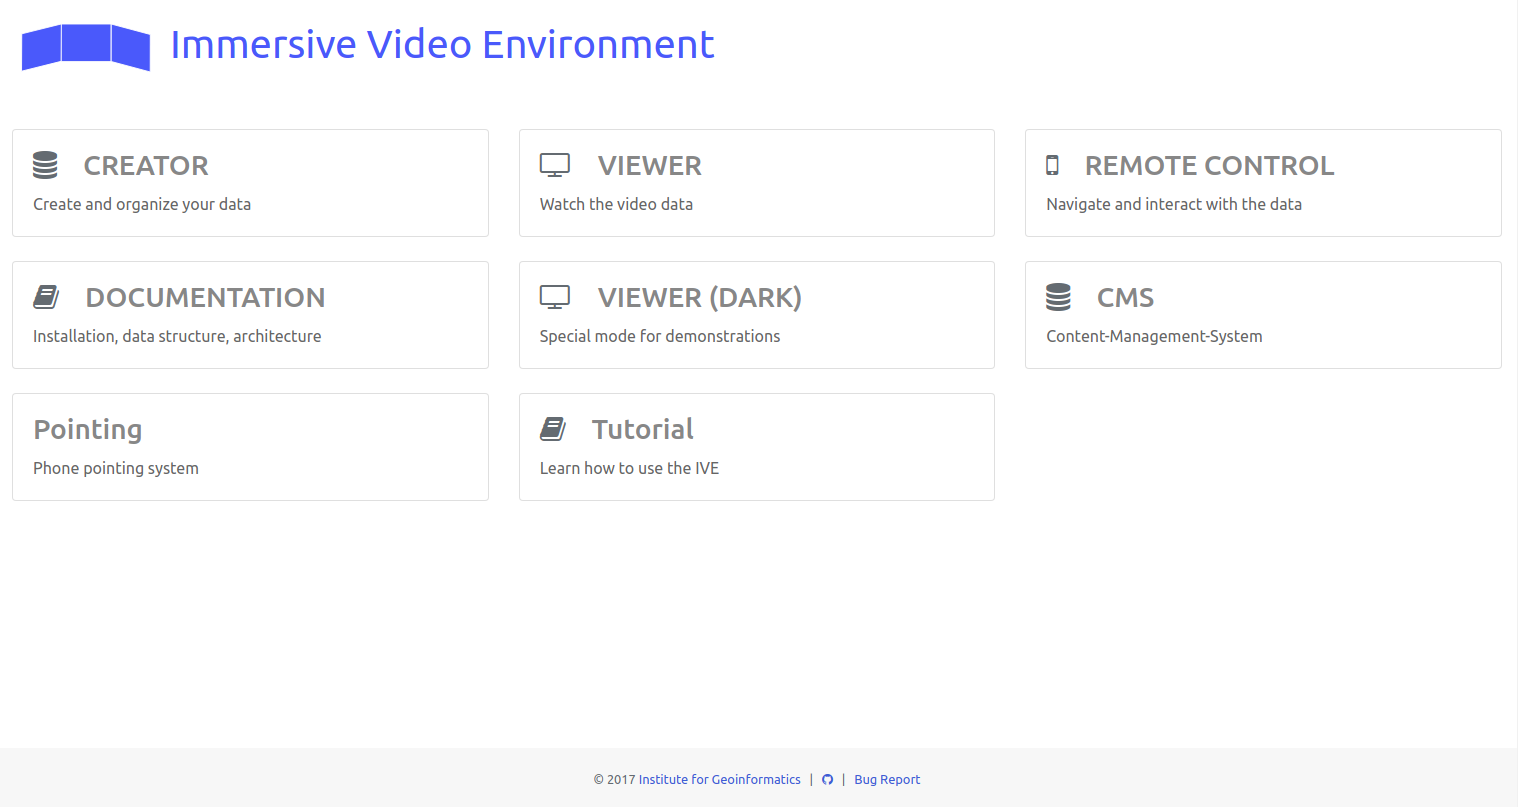 Immersive Video Environment
CREATOR
Create and organize your data
VIEWER
Watch the video data
REMOTE CONTROL
Navigate and interact with the data
DOCUMENTATION
Installation, data structure, architecture
VIEWER (DARK)
Special mode for demonstrations
CMS
Content-Management-System
Pointing
Phone pointing system
Tutorial
Learn how to use the IVE
© 2017 Institute for Geoinformatics | | Bug Report